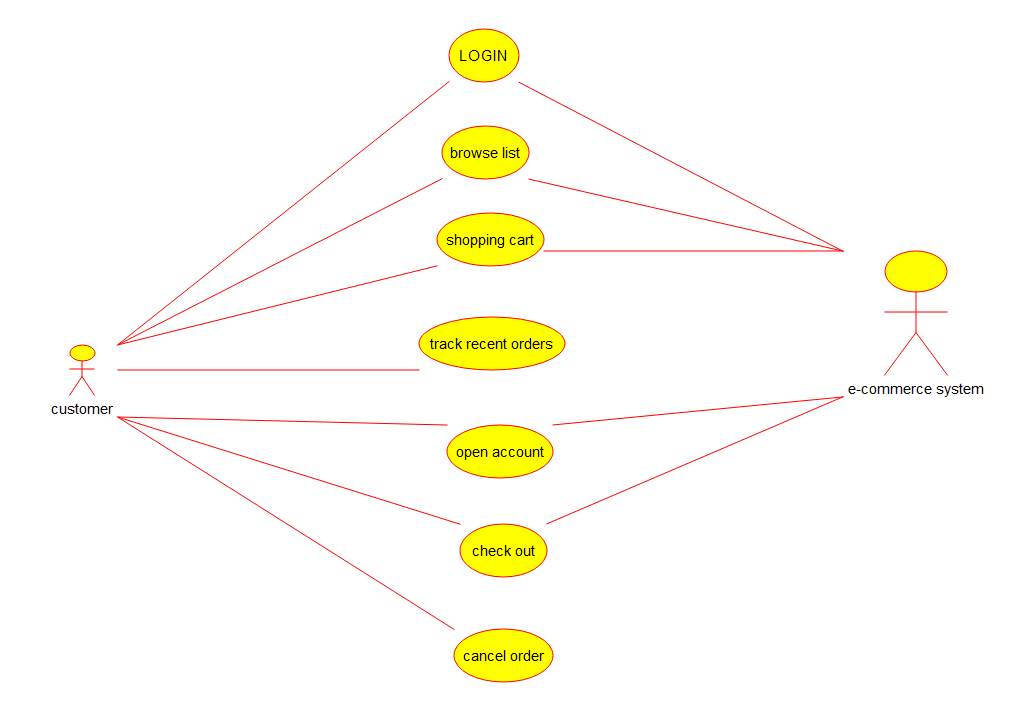 LOGIN
browse list
shopping cart
track recent orders
customer
e-commerce system
open account
check out
cancel order